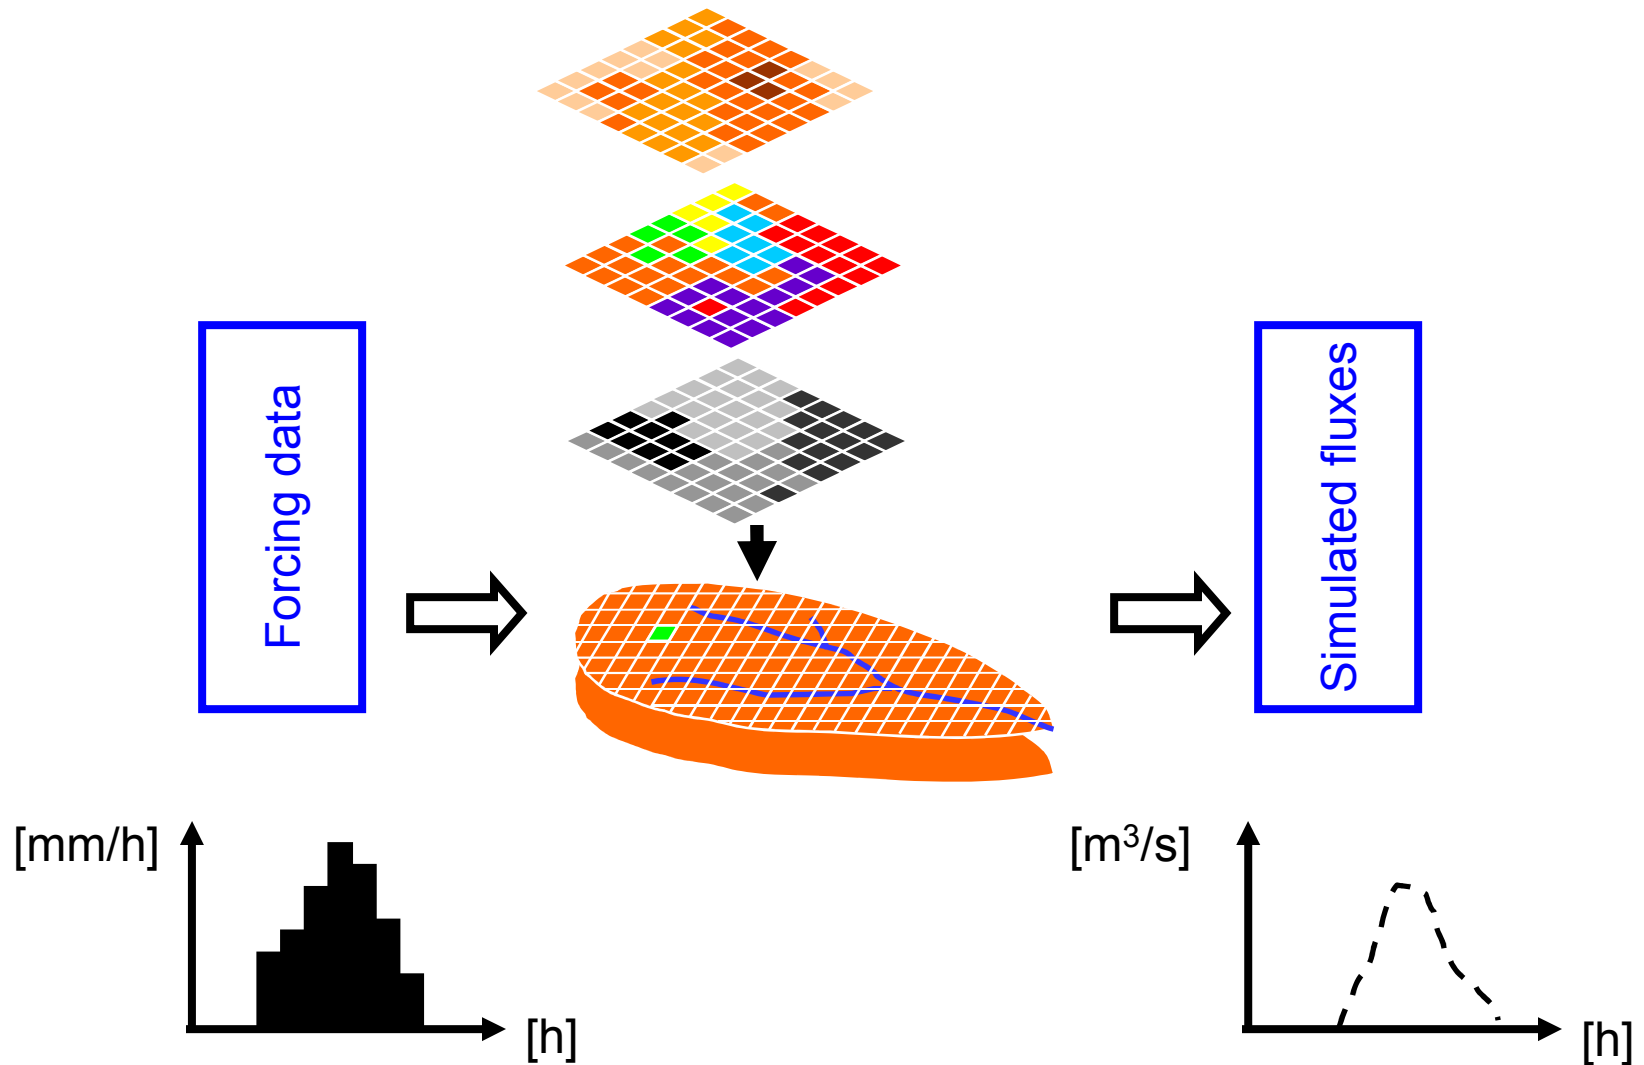 Forcing data
Simulated fluxes
[mm/h]
[h]
[m³/s]
[h]